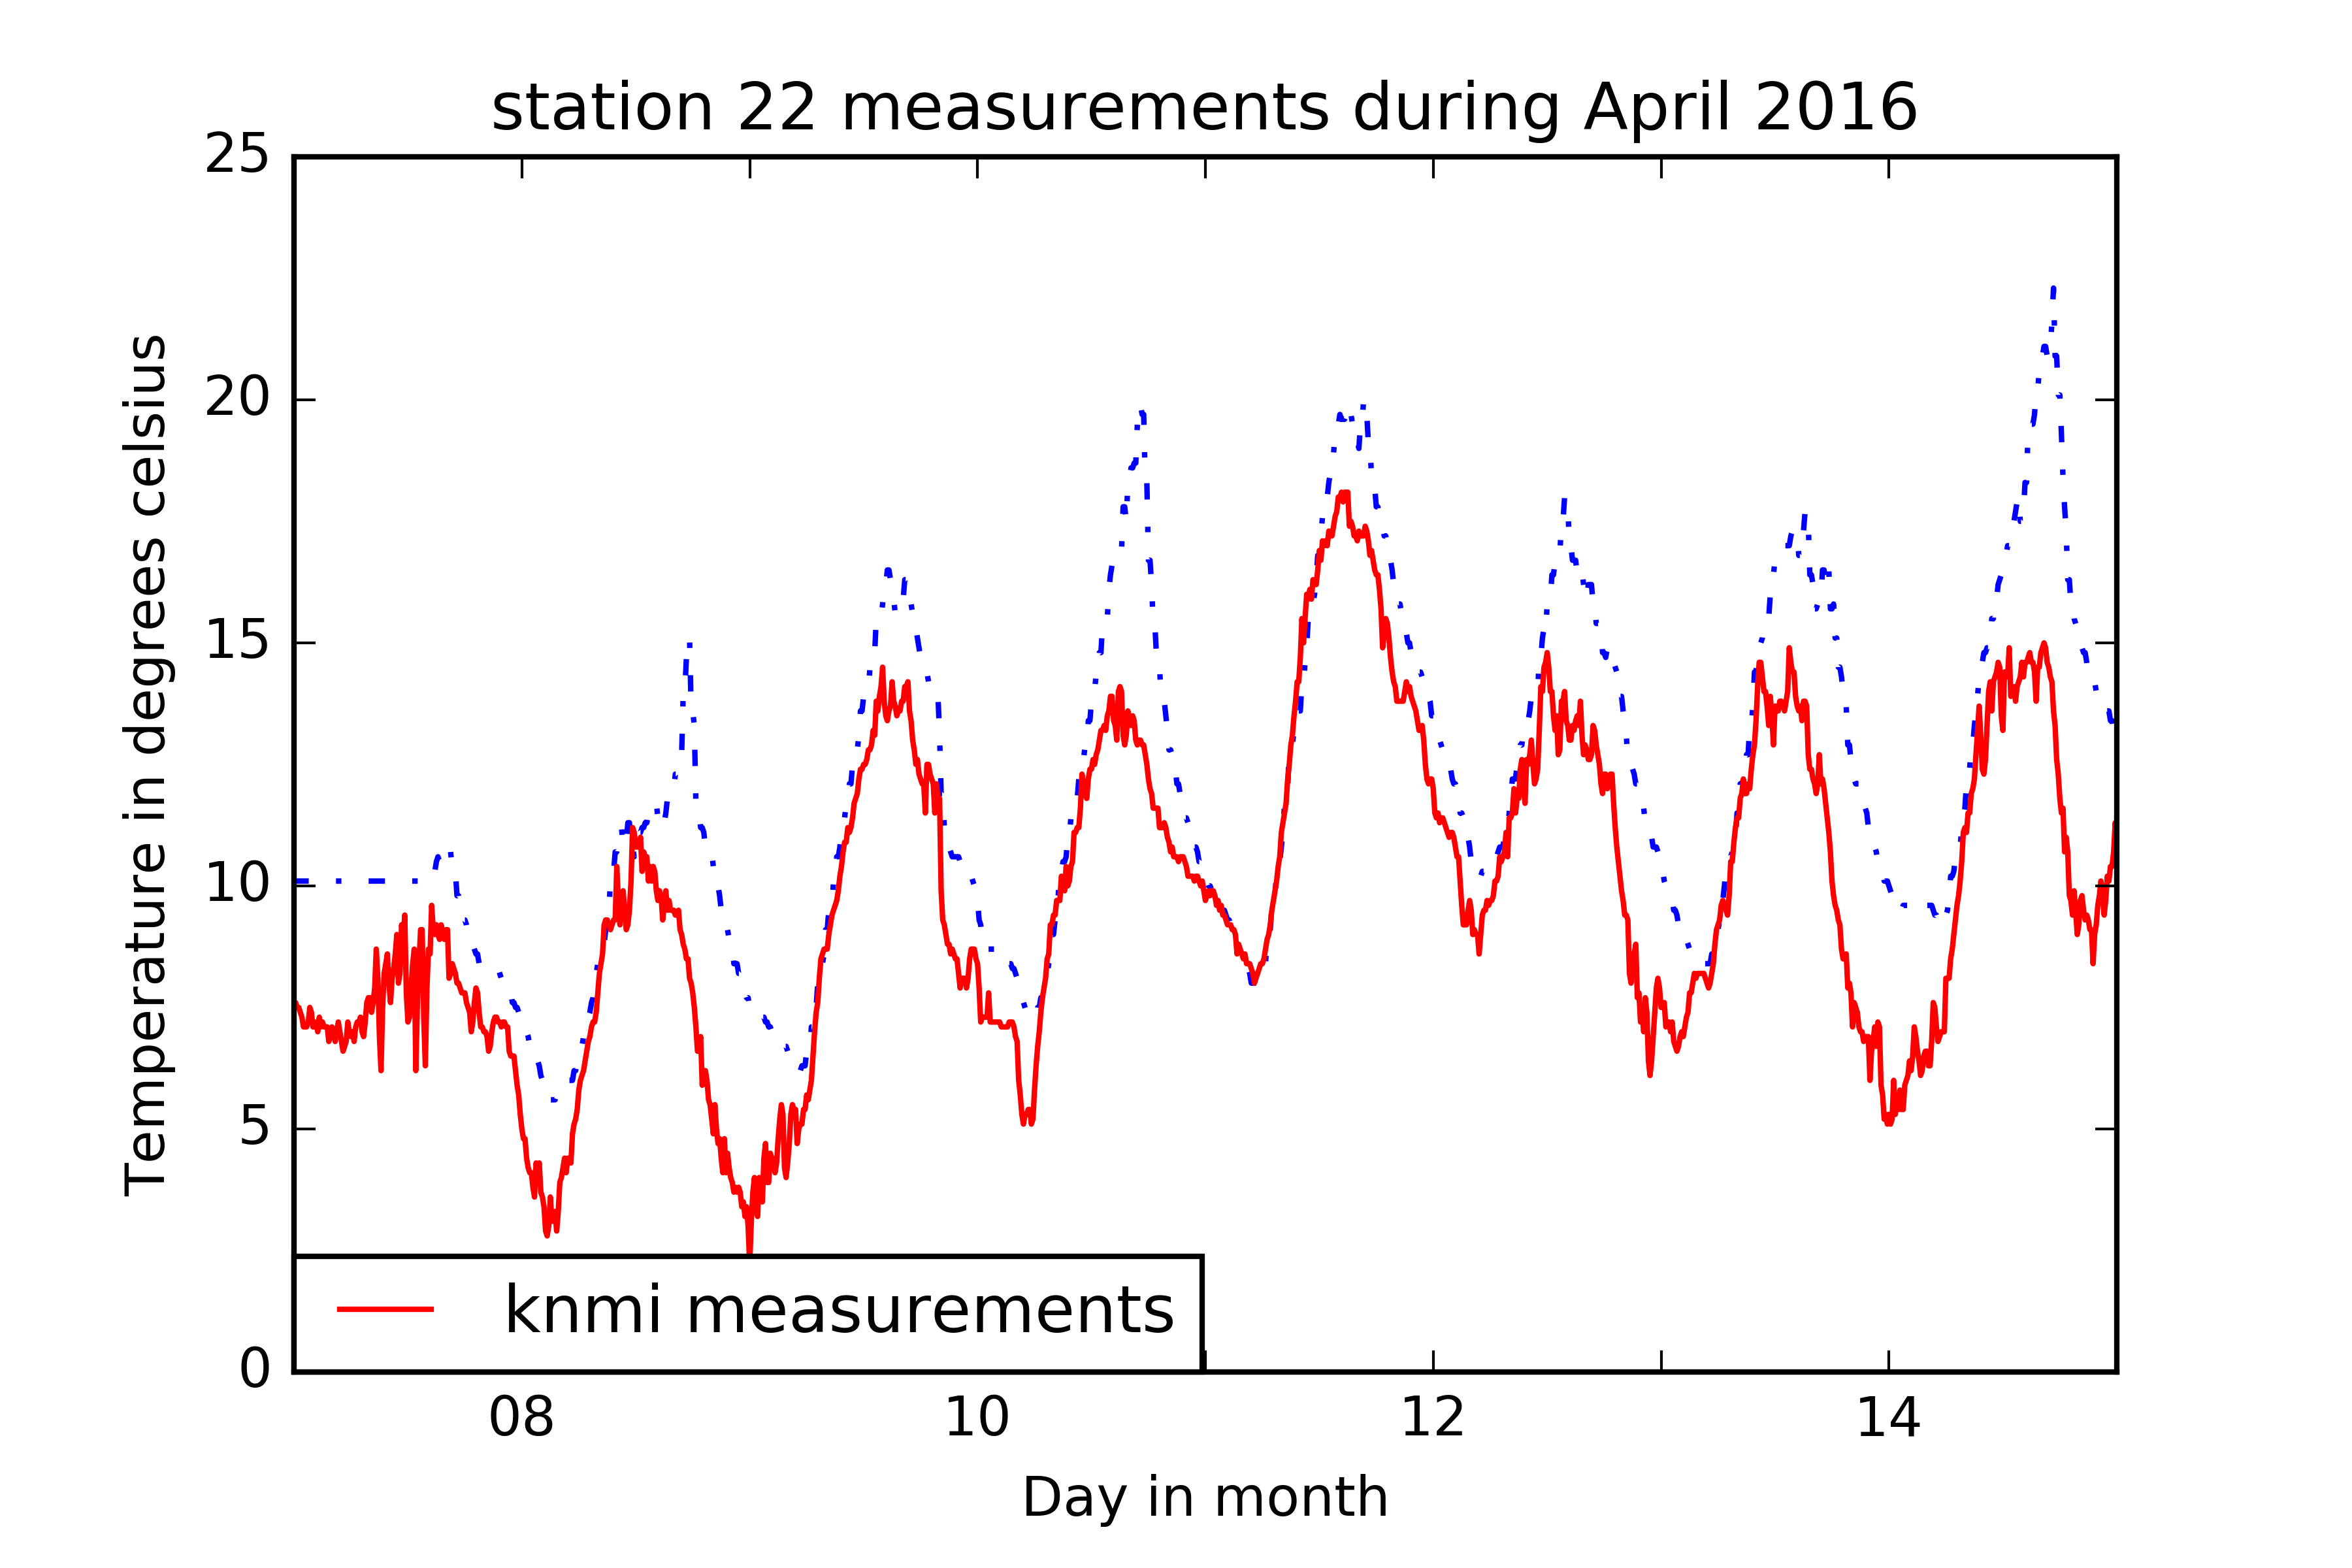 station 22 measurements during April 2016
25
20
15
10
5
0
Temperature in degrees celsius
knmi measurements
08 10 12 14
Day in month